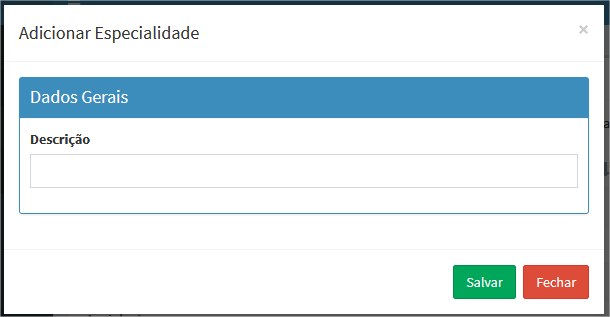 Adicionar Especialidade ×
Dados Gerais
Descrição
Salvar Fechar